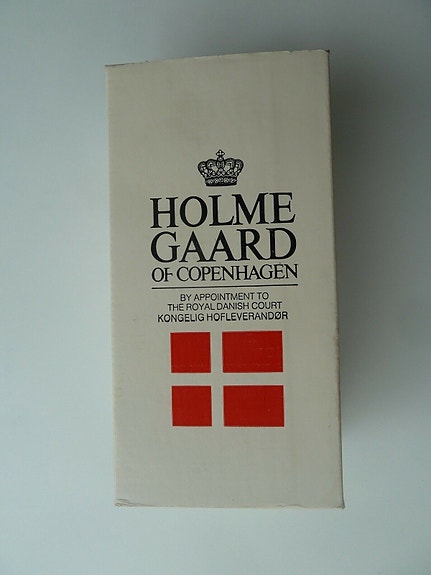 HOLME
GAARD
OF COPENHAGEN
BY APPOINTMENT TO
THE ROYAL DANISH COURT
KONGELIG HOFLEVERANDØR